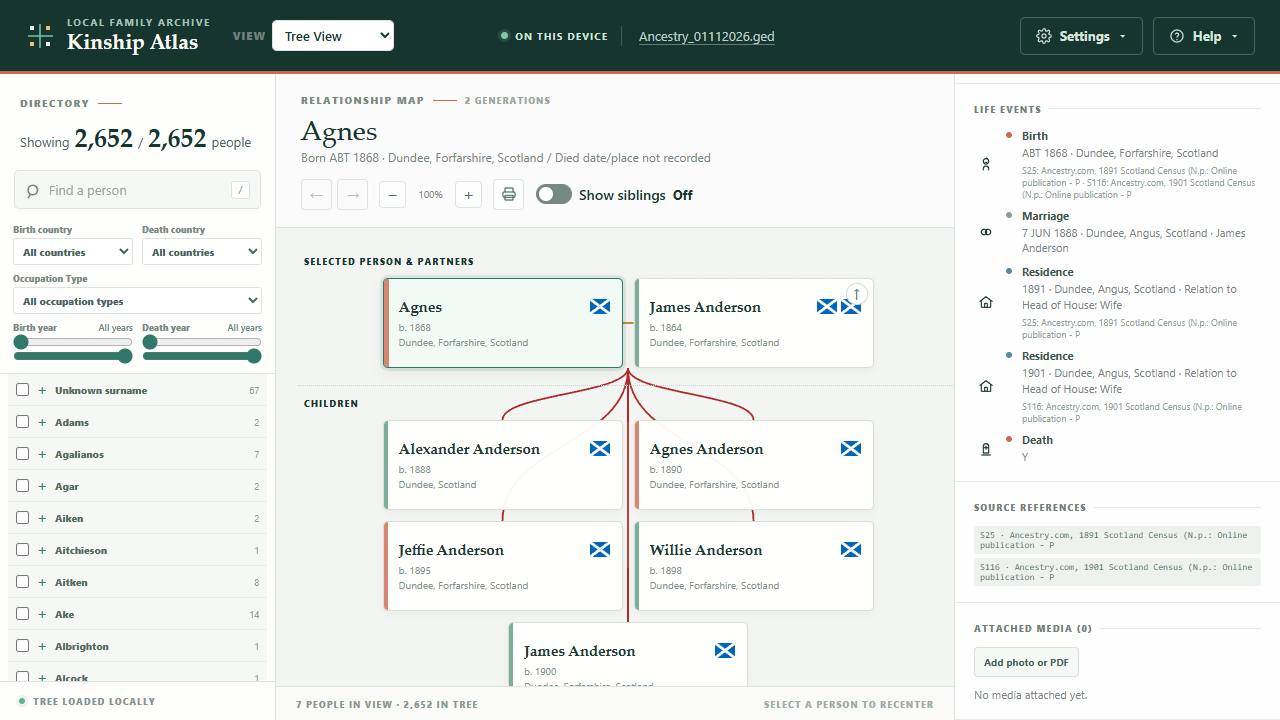 LOCAL FAMILY ARCHIVE
Kinship Atlas
VIEW
Tree View
ON THIS DEVICE
Ancestry_01112026.ged
Settings
Help
DIRECTORY
Showing 2,652 / 2,652 people
Find a person
/
Birth country
Death country
All countries
All countries
Occupation Type
All occupation types
Birth year
All years
Death year
All years
+ Unknown surname 67
+ Adams 2
+ Agalianos 7
+ Agar 2
+ Aiken 2
+ Aitchieson 1
+ Aitken 8
+ Ake 14
+ Albrighton 1
+ Alcock
TREE LOADED LOCALLY
RELATIONSHIP MAP
2 GENERATIONS
Agnes
Born ABT 1868 · Dundee, Forfarshire, Scotland / Died date/place not recorded
← → − 100% +
Show siblings Off
SELECTED PERSON & PARTNERS
Agnes
b. 1868
Dundee, Forfarshire, Scotland
James Anderson
↑
b. 1864
Dundee, Forfarshire, Scotland
CHILDREN
Alexander Anderson
b. 1888
Dundee, Scotland
Agnes Anderson
b. 1890
Dundee, Forfarshire, Scotland
Jeffie Anderson
b. 1895
Dundee, Forfarshire, Scotland
Willie Anderson
b. 1898
Dundee, Forfarshire, Scotland
James Anderson
b. 1900
Dundee, Forfarshire, Scotland
7 PEOPLE IN VIEW · 2,652 IN TREE
SELECT A PERSON TO RECENTER
LIFE EVENTS
Birth
ABT 1868 · Dundee, Forfarshire, Scotland
S25: Ancestry.com, 1891 Scotland Census (N.p.: Online
publication - P · S116: Ancestry.com, 1901 Scotland Census
(N.p.: Online publication - P
Marriage
7 JUN 1888 · Dundee, Angus, Scotland · James
Anderson
Residence
1891 · Dundee, Angus, Scotland · Relation to
Head of House: Wife
S25: Ancestry.com, 1891 Scotland Census (N.p.: Online
publication - P
Residence
1901 · Dundee, Angus, Scotland · Relation to
Head of House: Wife
S116: Ancestry.com, 1901 Scotland Census (N.p.: Online
publication - P
Death
Y
SOURCE REFERENCES
S25 · Ancestry.com, 1891 Scotland Census (N.p.: Online
publication - P
S116 · Ancestry.com, 1901 Scotland Census (N.p.: Online
publication - P
ATTACHED MEDIA (0)
Add photo or PDF
No media attached yet.